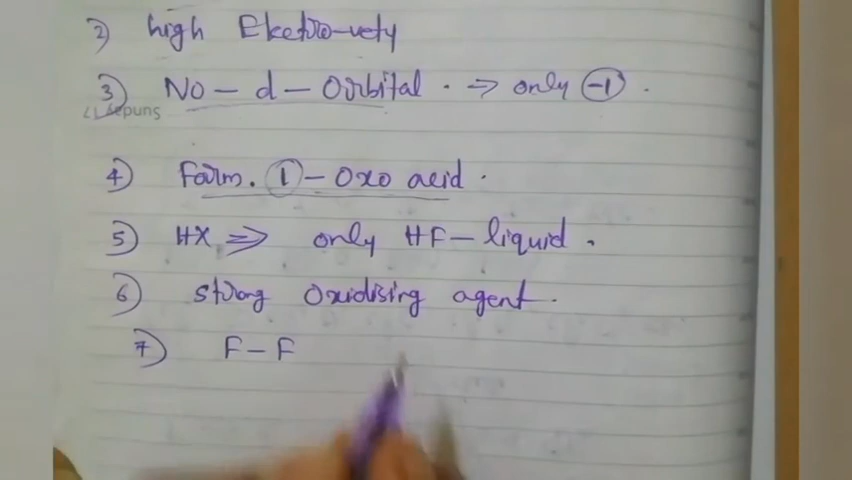 2) high Elxctro-vety
3) No - d - Orbital . => only (-1) .
4) Form. (1) - Oxo acid .
5) HX => only HF - liquid .
6) strong Oxidising agent .
7) F - F